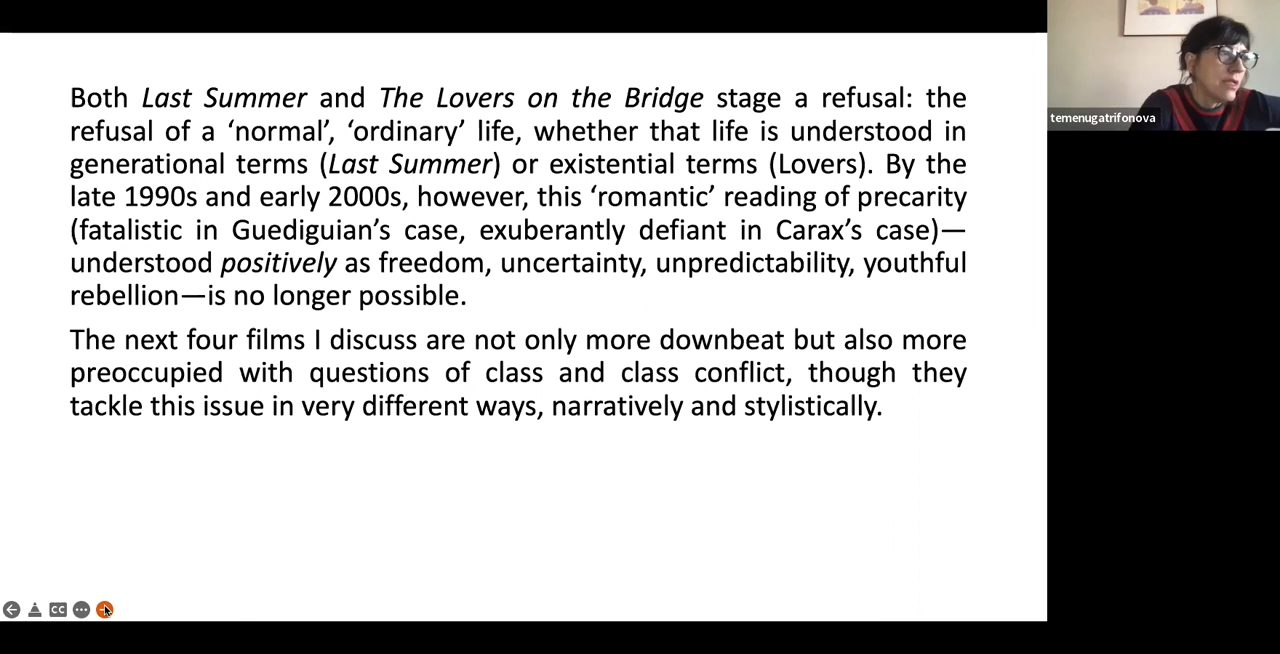 Both Last Summer and The Lovers on the Bridge stage a refusal: the
refusal of a ‘normal’, ‘ordinary’ life, whether that life is understood in
generational terms (Last Summer) or existential terms (Lovers). By the
late 1990s and early 2000s, however, this ‘romantic’ reading of precarity
(fatalistic in Guediguian’s case, exuberantly defiant in Carax’s case)—
understood positively as freedom, uncertainty, unpredictability, youthful
rebellion—is no longer possible.
The next four films I discuss are not only more downbeat but also more
preoccupied with questions of class and class conflict, though they
tackle this issue in very different ways, narratively and stylistically.
temenugatrifonova
CC